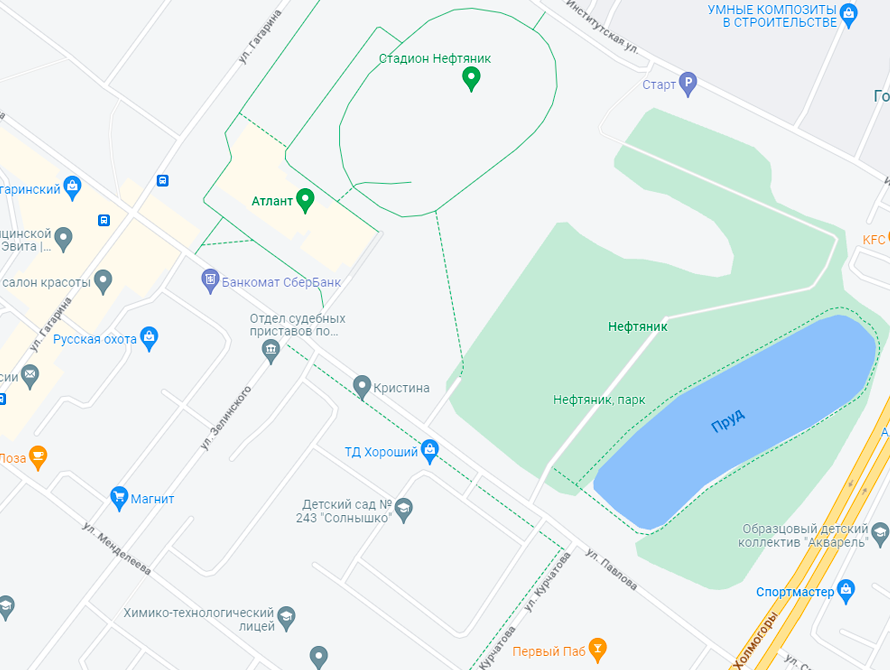 УМНЫЕ КОМПОЗИТЫ
В СТРОИТЕЛЬСТВЕ
Институтская ул.
ул. Гагарина
Стадион Нефтяник
Старт
P
Го
гаринский
Атлант
ицинской
Эвита |...
KFC
салон красоты
Банкомат СберБанк
Отдел судебных
приставов по...
ул. Гагарина
Русская охота
Нефтяник
сии
Кристина
Нефтяник, парк
Пруд
ул. Зелинского
ТД Хороший
Лоза
Магнит
Детский сад №
243 "Солнышко"
ул. Менделеева
Образцовый детский
коллектив "Акварель"
ул. Павлова
ул. Курчатова
Спортмастер
Химико-технологический
лицей
Курчатова
Первый Паб
Холмогоры